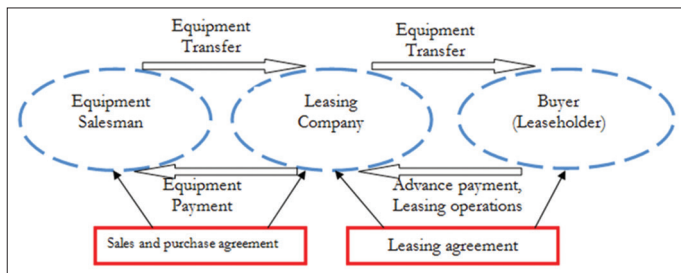 Equipment
Transfer
Equipment
Transfer
Equipment
Salesman
Leasing
Company
Buyer
(Leaseholder)
Equipment
Payment
Advance payment,
Leasing operations
Sales and purchase agreement
Leasing agreement